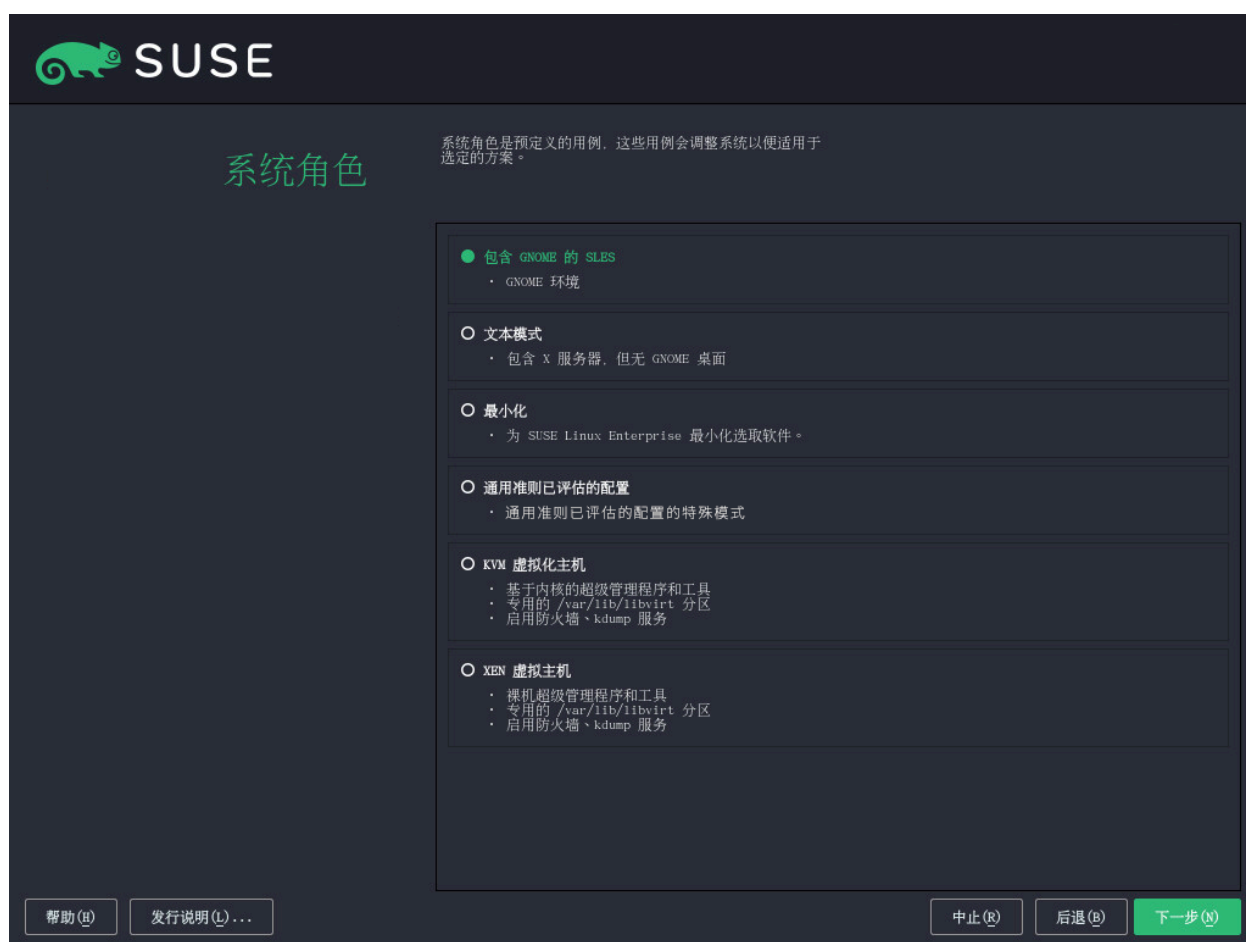 SUSE
系统角色
系统角色是预定义的用例，这些用例会调整系统以便适用于
选定的方案。
包含 GNOME 的 SLES
· GNOME 环境
文本模式
· 包含 X 服务器，但无 GNOME 桌面
最小化
· 为 SUSE Linux Enterprise 最小化选取软件。
通用准则已评估的配置
· 通用准则已评估的配置的特殊模式
KVM 虚拟化主机
· 基于内核的超级管理程序和工具
· 专用的 /var/lib/libvirt 分区
· 启用防火墙、kdump 服务
XEN 虚拟主机
· 裸机超级管理程序和工具
· 专用的 /var/lib/libvirt 分区
· 启用防火墙、kdump 服务
帮助(H) 发行说明(L)... 中止(R) 后退(B) 下一步(N)